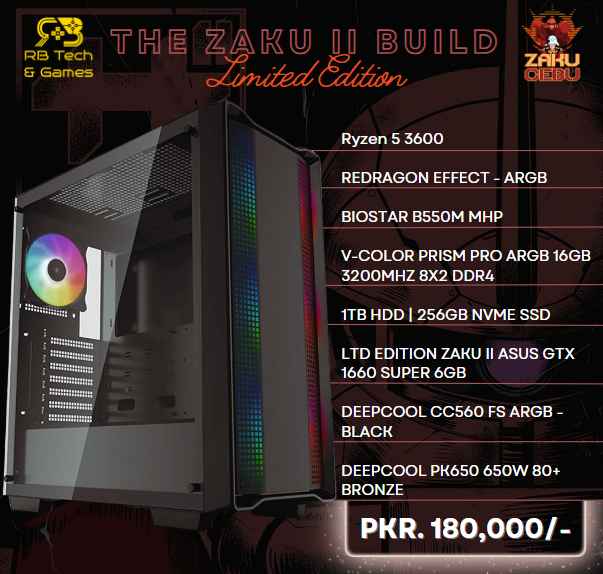 RB Tech
& Games
THE ZAKU II BUILD
Limited Edition
ZAKU
CEBU
Ryzen 5 3600
REDRAGON EFFECT - ARGB
BIOSTAR B550M MHP
V-COLOR PRISM PRO ARGB 16GB
3200MHZ 8X2 DDR4
1TB HDD | 256GB NVME SSD
LTD EDITION ZAKU II ASUS GTX
1660 SUPER 6GB
DEEPCOOL CC560 FS ARGB -
BLACK
DEEPCOOL PK650 650W 80+
BRONZE
PKR. 180,000/-